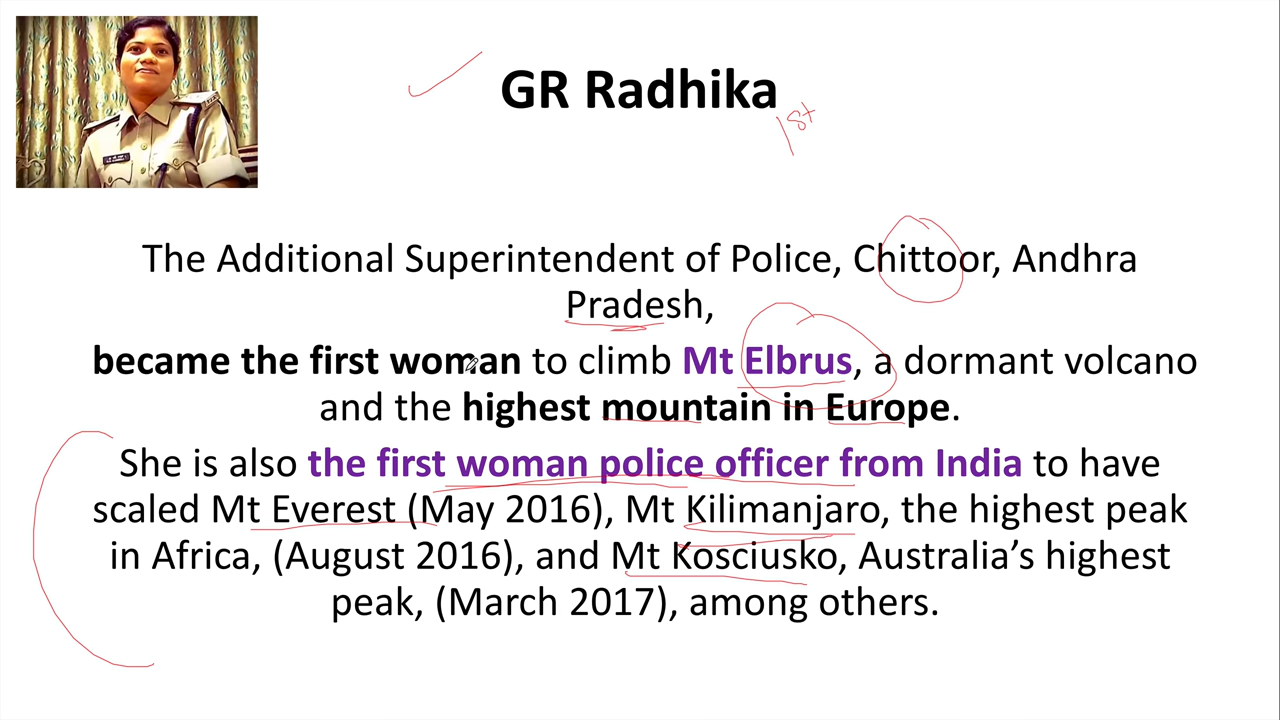 GR Radhika
1st
The Additional Superintendent of Police, Chittoor, Andhra
Pradesh,
became the first woman to climb Mt Elbrus, a dormant volcano
and the highest mountain in Europe.
She is also the first woman police officer from India to have
scaled Mt Everest (May 2016), Mt Kilimanjaro, the highest peak
in Africa, (August 2016), and Mt Kosciusko, Australia’s highest
peak, (March 2017), among others.